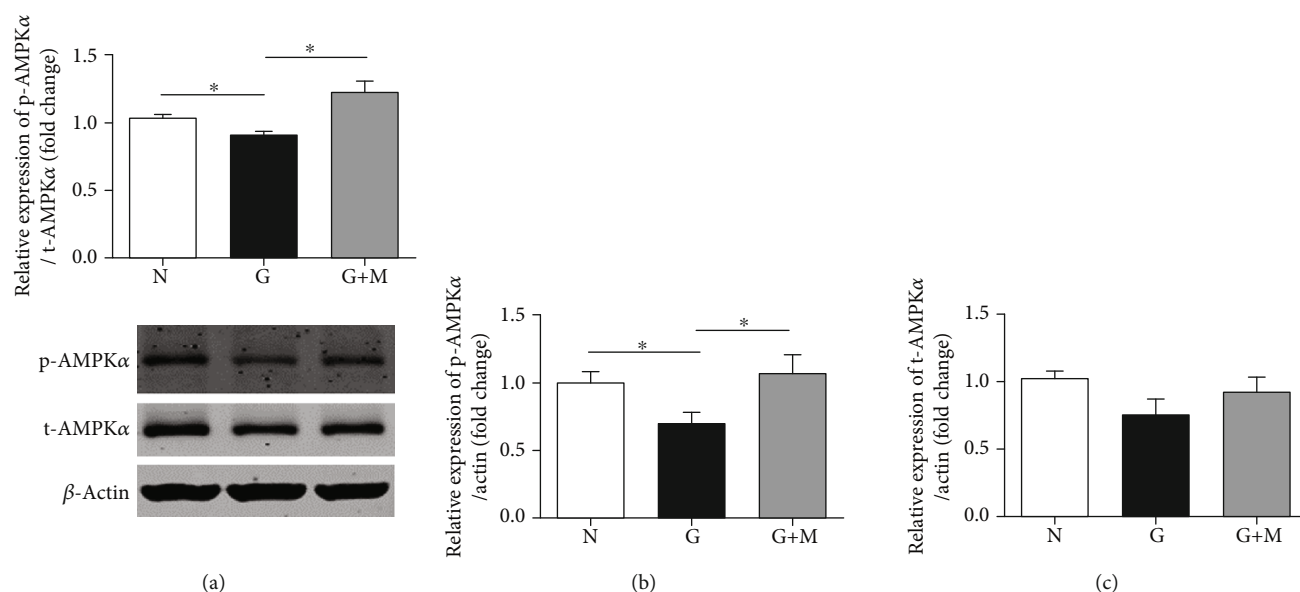 Relative expression of p-AMPKα
/ t-AMPKα (fold change)
1.5
*
*
1.0
0.5
0.0
N G G+M
p-AMPKα
t-AMPKα
β-Actin
(a)
Relative expression of p-AMPKα
/actin (fold change)
1.5
*
*
1.0
0.5
0.0
N G G+M
(b)
Relative expression of t-AMPKα
/actin (fold change)
1.5
1.0
0.5
0.0
N G G+M
(c)